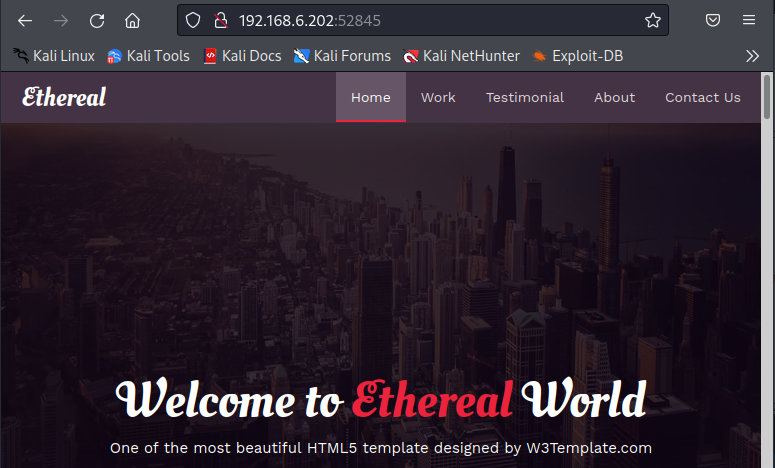 192.168.6.202:52845
Kali Linux Kali Tools Kali Docs Kali Forums Kali NetHunter Exploit-DB
Ethereal Home Work Testimonial About Contact Us
Welcome to Ethereal World
One of the most beautiful HTML5 template designed by W3Template.com